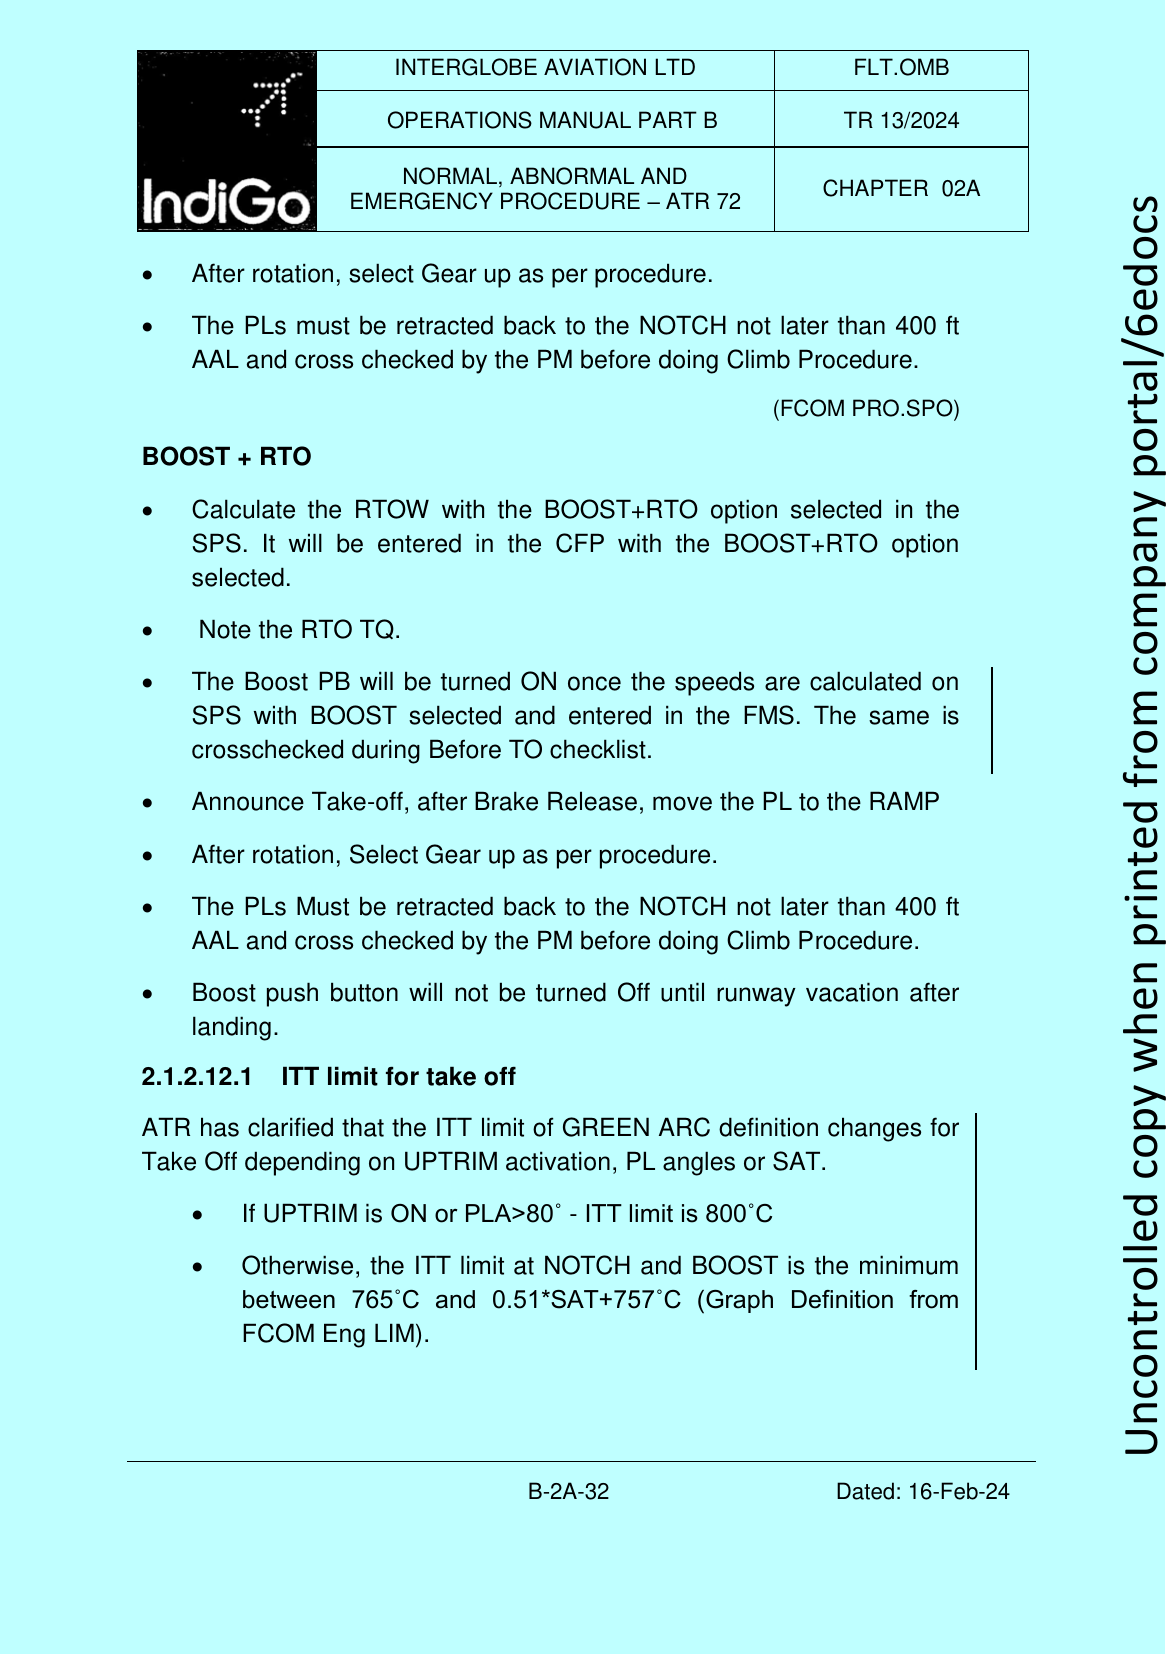 IndiGo
INTERGLOBE AVIATION LTD
FLT.OMB
OPERATIONS MANUAL PART B
TR 13/2024
NORMAL, ABNORMAL AND
EMERGENCY PROCEDURE – ATR 72
CHAPTER 02A
• After rotation, select Gear up as per procedure.
• The PLs must be retracted back to the NOTCH not later than 400 ft
AAL and cross checked by the PM before doing Climb Procedure.
(FCOM PRO.SPO)
BOOST + RTO
• Calculate the RTOW with the BOOST+RTO option selected in the
SPS. It will be entered in the CFP with the BOOST+RTO option
selected.
• Note the RTO TQ.
• The Boost PB will be turned ON once the speeds are calculated on
SPS with BOOST selected and entered in the FMS. The same is
crosschecked during Before TO checklist.
• Announce Take-off, after Brake Release, move the PL to the RAMP
• After rotation, Select Gear up as per procedure.
• The PLs Must be retracted back to the NOTCH not later than 400 ft
AAL and cross checked by the PM before doing Climb Procedure.
• Boost push button will not be turned Off until runway vacation after
landing.
2.1.2.12.1 ITT limit for take off
ATR has clarified that the ITT limit of GREEN ARC definition changes for
Take Off depending on UPTRIM activation, PL angles or SAT.
• If UPTRIM is ON or PLA>80˚ - ITT limit is 800˚C
• Otherwise, the ITT limit at NOTCH and BOOST is the minimum
between 765˚C and 0.51*SAT+757˚C (Graph Definition from
FCOM Eng LIM).
B-2A-32
Dated: 16-Feb-24
Uncontrolled copy when printed from company portal/6edocs